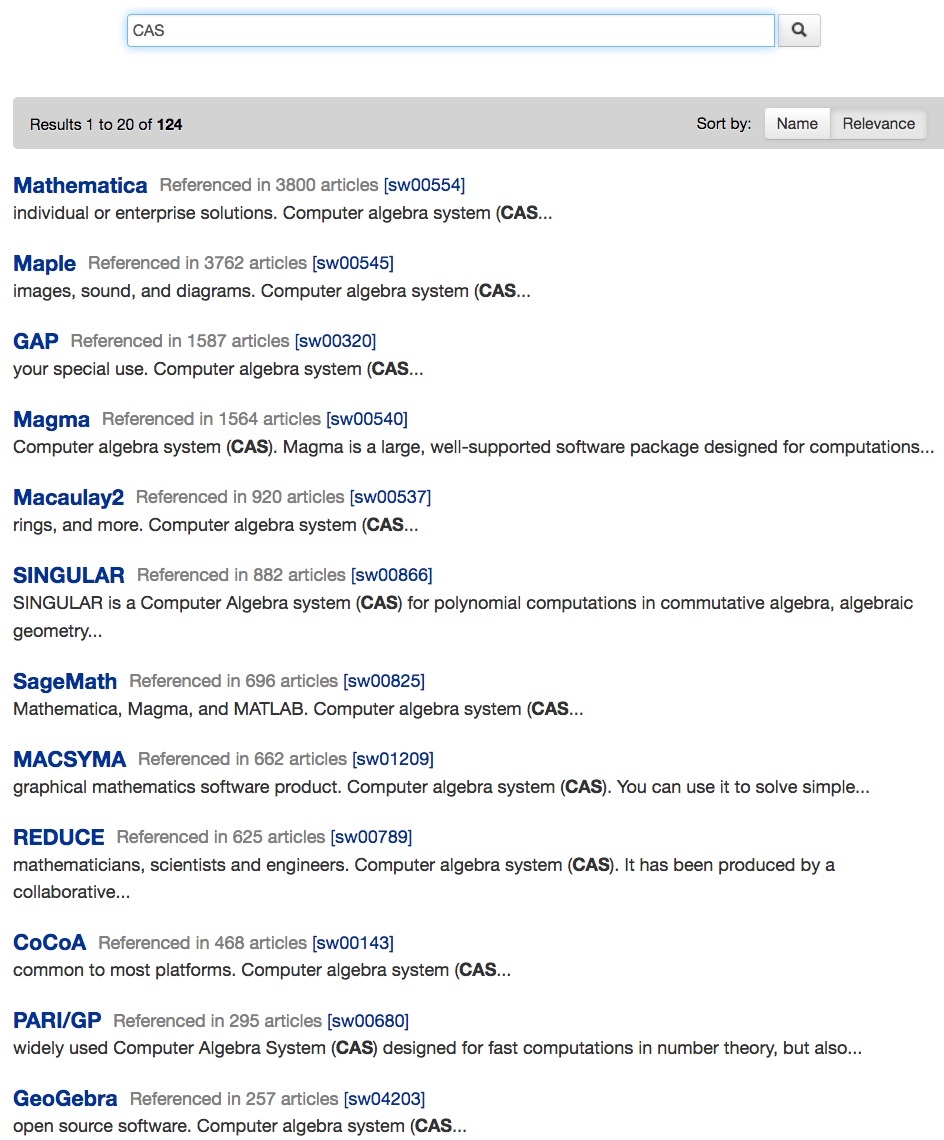 CAS
Results 1 to 20 of 124 Sort by: Name Relevance
Mathematica Referenced in 3800 articles [sw00554]
individual or enterprise solutions. Computer algebra system (CAS...
Maple Referenced in 3762 articles [sw00545]
images, sound, and diagrams. Computer algebra system (CAS...
GAP Referenced in 1587 articles [sw00320]
your special use. Computer algebra system (CAS...
Magma Referenced in 1564 articles [sw00540]
Computer algebra system (CAS). Magma is a large, well-supported software package designed for computations...
Macaulay2 Referenced in 920 articles [sw00537]
rings, and more. Computer algebra system (CAS...
SINGULAR Referenced in 882 articles [sw00866]
SINGULAR is a Computer Algebra system (CAS) for polynomial computations in commutative algebra, algebraic
geometry...
SageMath Referenced in 696 articles [sw00825]
Mathematica, Magma, and MATLAB. Computer algebra system (CAS...
MACSYMA Referenced in 662 articles [sw01209]
graphical mathematics software product. Computer algebra system (CAS). You can use it to solve simple...
REDUCE Referenced in 625 articles [sw00789]
mathematicians, scientists and engineers. Computer algebra system (CAS). It has been produced by a
collaborative...
CoCoA Referenced in 468 articles [sw00143]
common to most platforms. Computer algebra system (CAS...
PARI/GP Referenced in 295 articles [sw00680]
widely used Computer Algebra System (CAS) designed for fast computations in number theory, but also...
GeoGebra Referenced in 257 articles [sw04203]
open source software. Computer algebra system (CAS...